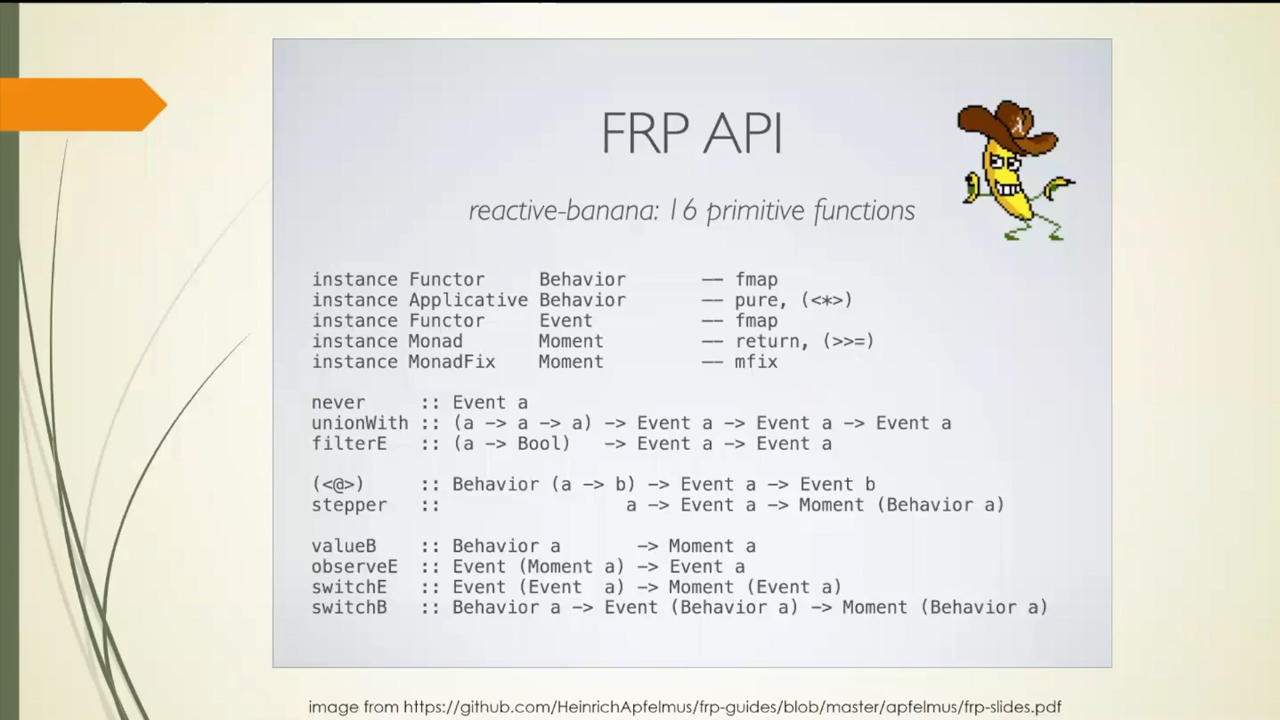 FRP API
reactive-banana: 16 primitive functions
instance Functor     Behavior       -- fmap
instance Applicative Behavior       -- pure, (<*>)
instance Functor     Event          -- fmap
instance Monad       Moment         -- return, (>>=)
instance MonadFix    Moment         -- mfix
never     :: Event a
unionWith :: (a -> a -> a) -> Event a -> Event a -> Event a
filterE   :: (a -> Bool)   -> Event a -> Event a
(<@>)     :: Behavior (a -> b) -> Event a -> Event b
stepper   ::                 a -> Event a -> Moment (Behavior a)
valueB    :: Behavior a       -> Moment a
observeE  :: Event (Moment a) -> Event a
switchE   :: Event (Event  a) -> Moment (Event a)
switchB   :: Behavior a -> Event (Behavior a) -> Moment (Behavior a)
image from https://github.com/HeinrichApfelmus/frp-guides/blob/master/apfelmus/frp-slides.pdf